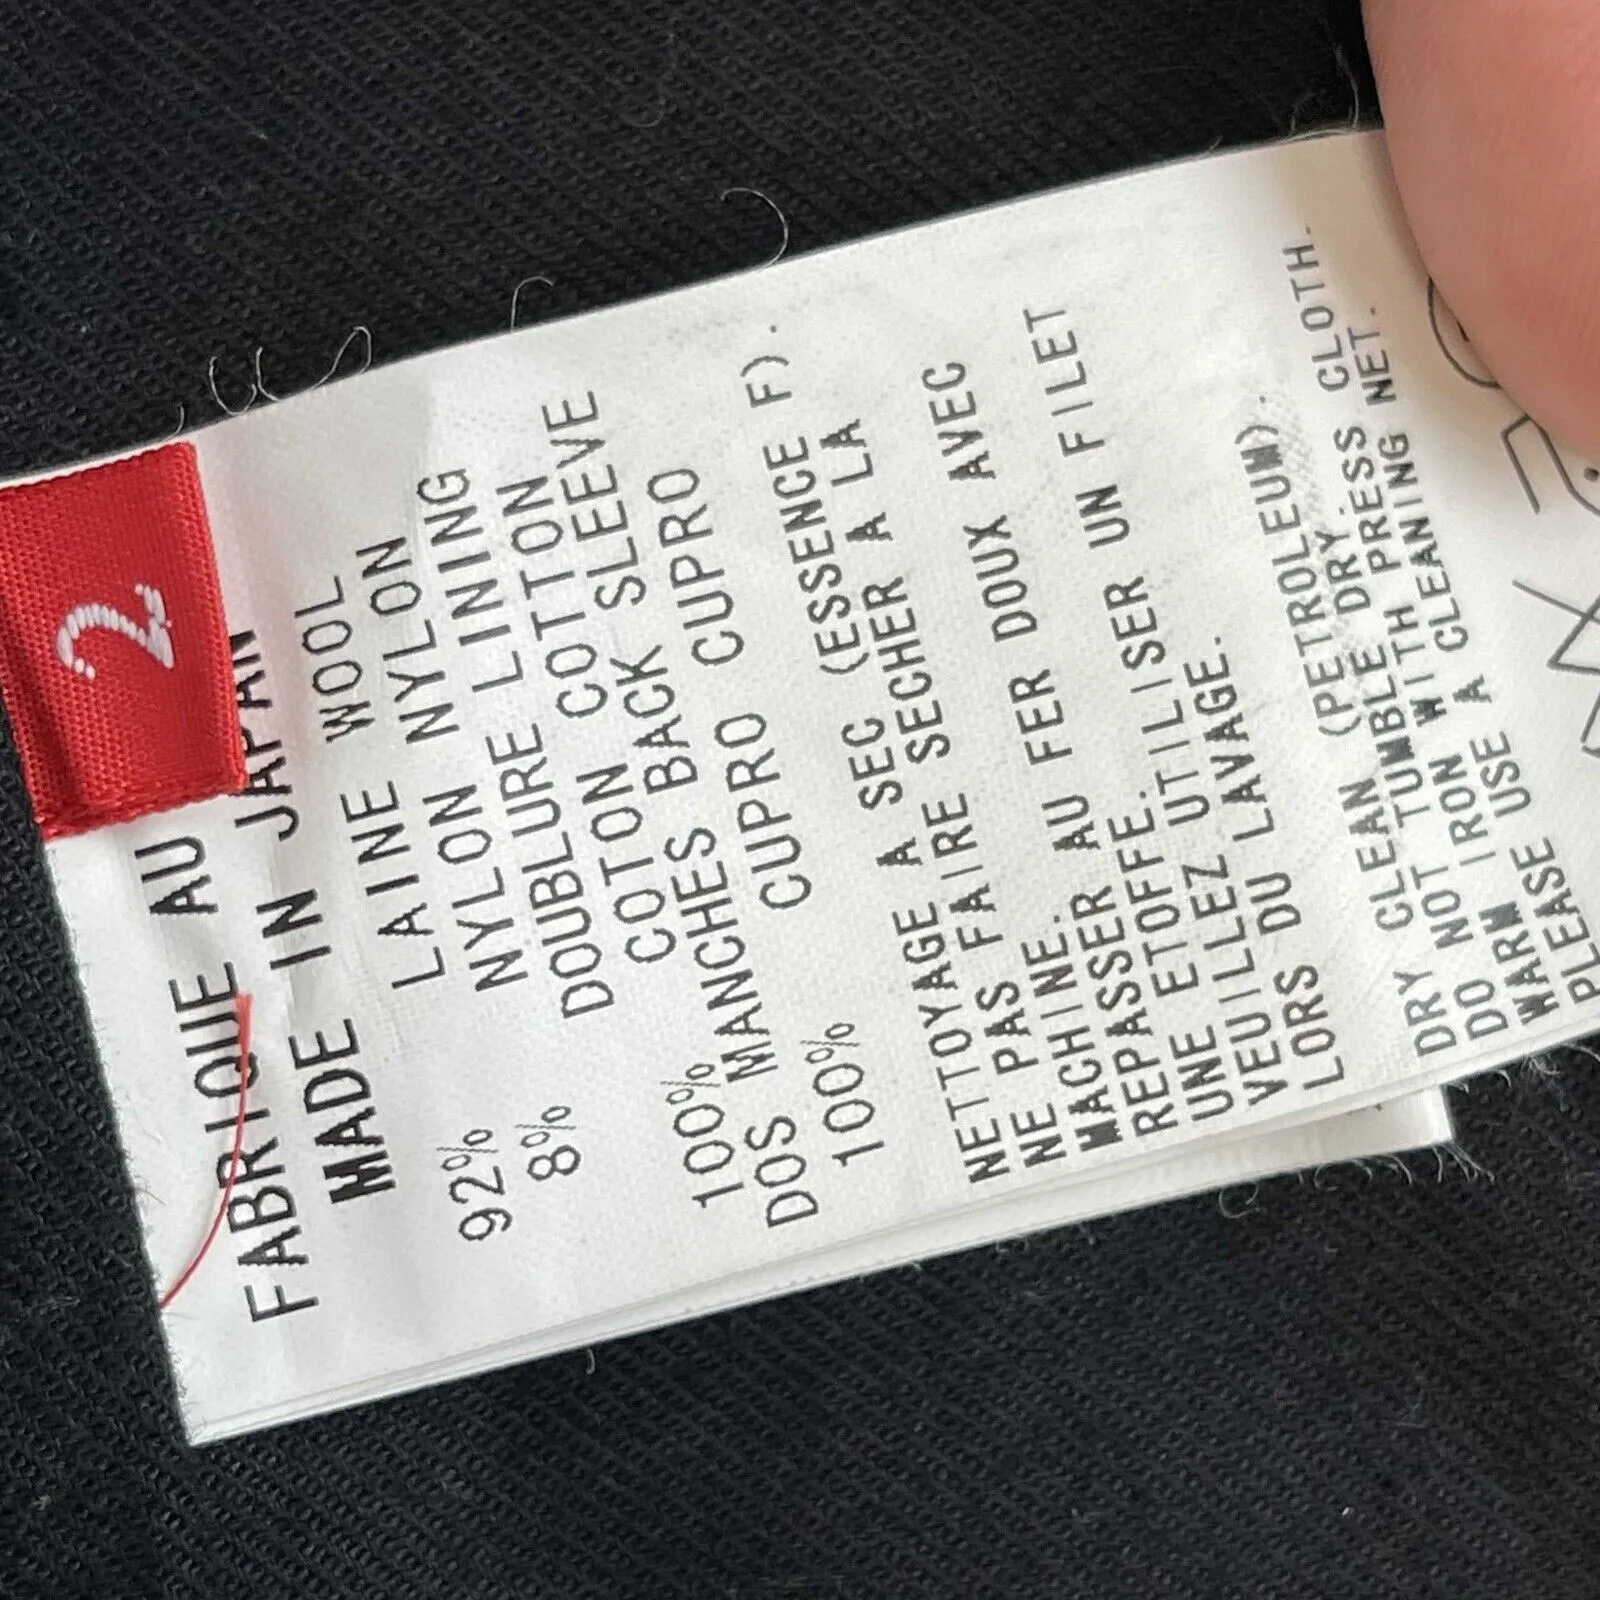 2
FABRIQUE AU
MADE IN JAPAN
92% LAINE WOOL
8% NYLON NYLON
DOUBLURE LINING
100% COTON COTTON
DOS MANCHES BACK SLEEVE
100% CUPRO CUPRO
NETTOYAGE A SEC (ESSENCE F).
NE PAS FAIRE SECHER A LA
MACHINE.
REPASSER AU FER DOUX AVEC
UNE ETOFFE.
VEUILLEZ UTILISER UN FILET
LORS DU LAVAGE.
DRY CLEAN (PETROLEUM).
DO NOT TUMBLE DRY.
WARM IRON WITH PRESS CLOTH.
PLEASE USE A CLEANING NET.